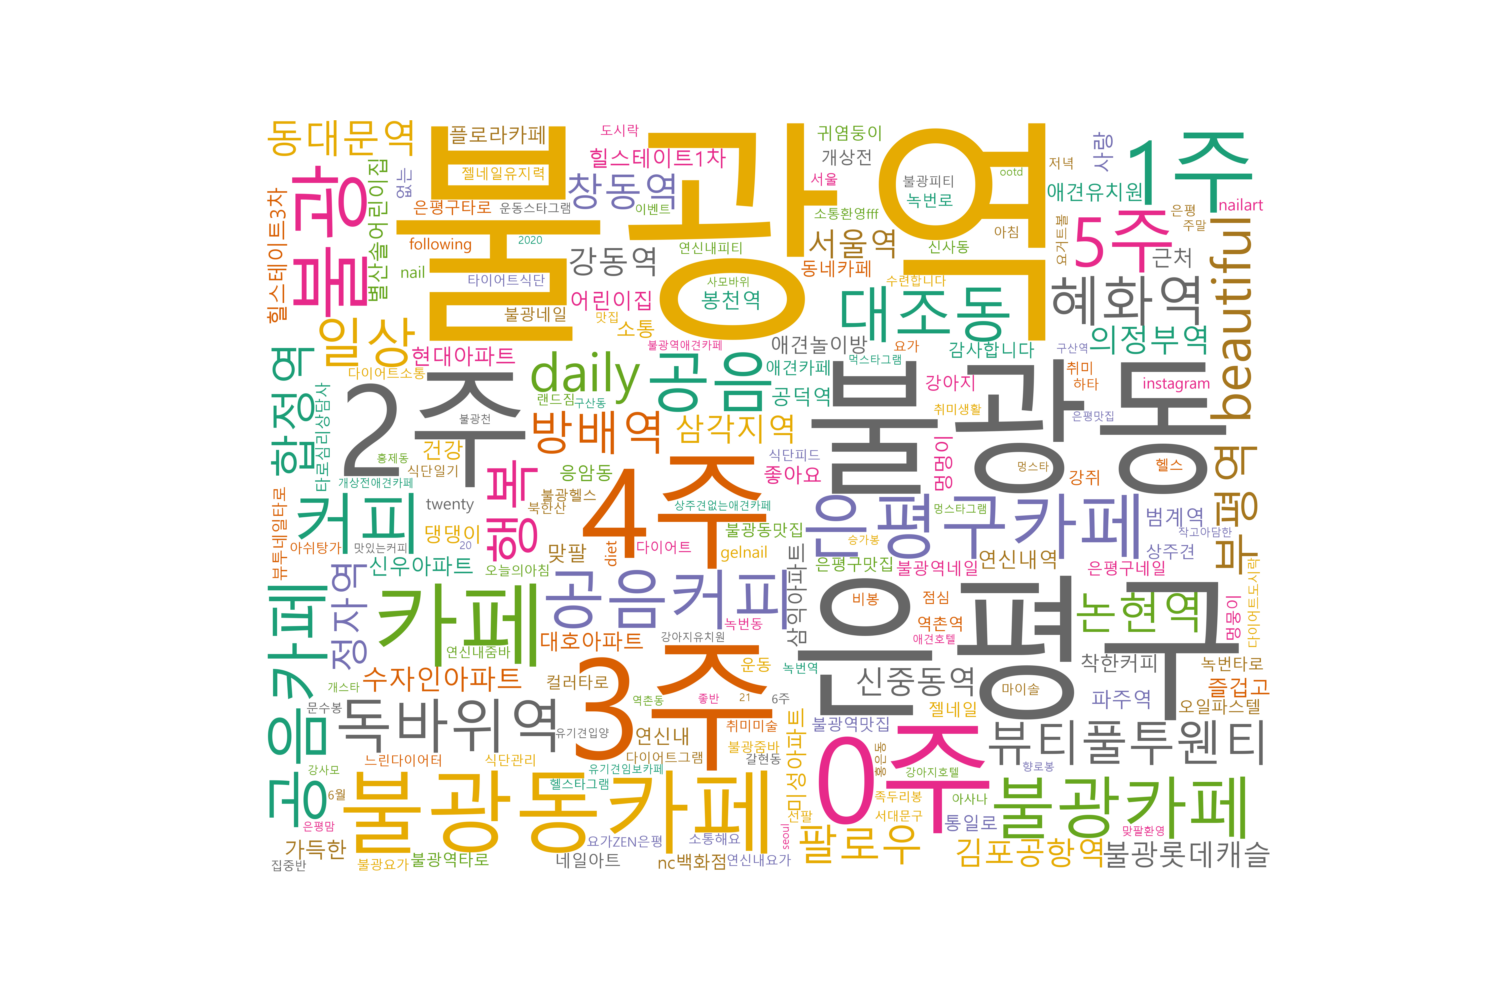 동대문역
플로라카페
도시락
불광역
귀염둥이
개상전
저녁
사랑
1주
불광
별산솔어린이집
없는
젤네일유지력
힐스테이트1차
창동역
서울
불광피티
ootd
녹번로
애견유치원
nailart
힐스테이트3차
은평구타로
운동스타그램
이벤트
소통환영fff
은평
주말
5주
요거트볼
following
2020
강동역
연신내피티
서울역
신사동
아침
근처
beautiful
nail
타이어트식단
동네카페
사모바위
수련합니다
혜화역
어린이집
봉천역
대조동
불광네일
맛집
소통
일상
불광역애견카페
애견놀이방
요가
감사합니다
구산역
의정부역
현대아파트
daily
공음
애견카페
먹스타그램
취미
합정역
다이어트소통
타로심리상담사
2주
불광천
랜드짐
구산동
공덕역
강아지
하타
instagram
불광동
취미생활
은평맛집
방배역
삼각지역
건강
홍제동
식단일기
행복
4주
응암동
식단피드
좋아요
멍멍이
멍스타
강쥐
헬스
부평역
개상전애견카페
커피
twenty
불광헬스
북한산
상주견없는애견카페
은평구카페
멍스타그램
범계역
작고아담한
뷰투네일타로
댕댕이
아쉬탕가
맛있는커피
20
맞팔
diet
다이어트
불광동맛집
gelnail
승가봉
연신내역
상주견
신우아파트
오늘의아침
은평구맛집
불광역네일
은평구네일
다이어트도시락
공음카페
정자역
카페
공음커피
삼익아파트
은평구
비봉
점심
역촌역
애견호텔
논현역
멍뭉이
녹번동
연신내줌바
대호아파트
강아지유치원
착한커피
녹번타로
수자인아파트
3주
운동
녹번역
신중동역
마이솔
즐겁고
개스타
컬러타로
역촌동
좋반
21
6주
젤네일
파주역
오일파스텔
문수봉
독바위역
유기견입양
연신내
취미미술
불광역맛집
뷰티풀투웬티
미성아파트
0주
홍은동
느린다이어터
식단관리
다이어트그램
불광줌바
갈현동
강사모
유기견임보카페
강아지호텔
향로봉
6월
불광동카페
헬스타그램
족두리봉
아사나
불광카페
은평맘
선팔
서대문구
통일로
맞팔환영
가득한
요가ZEN은평
소통해요
seoul
팔로우
집중반
불광요가
불광역타로
네일아트
nc백화점
연신내요가
김포공항역
불광롯데캐슬